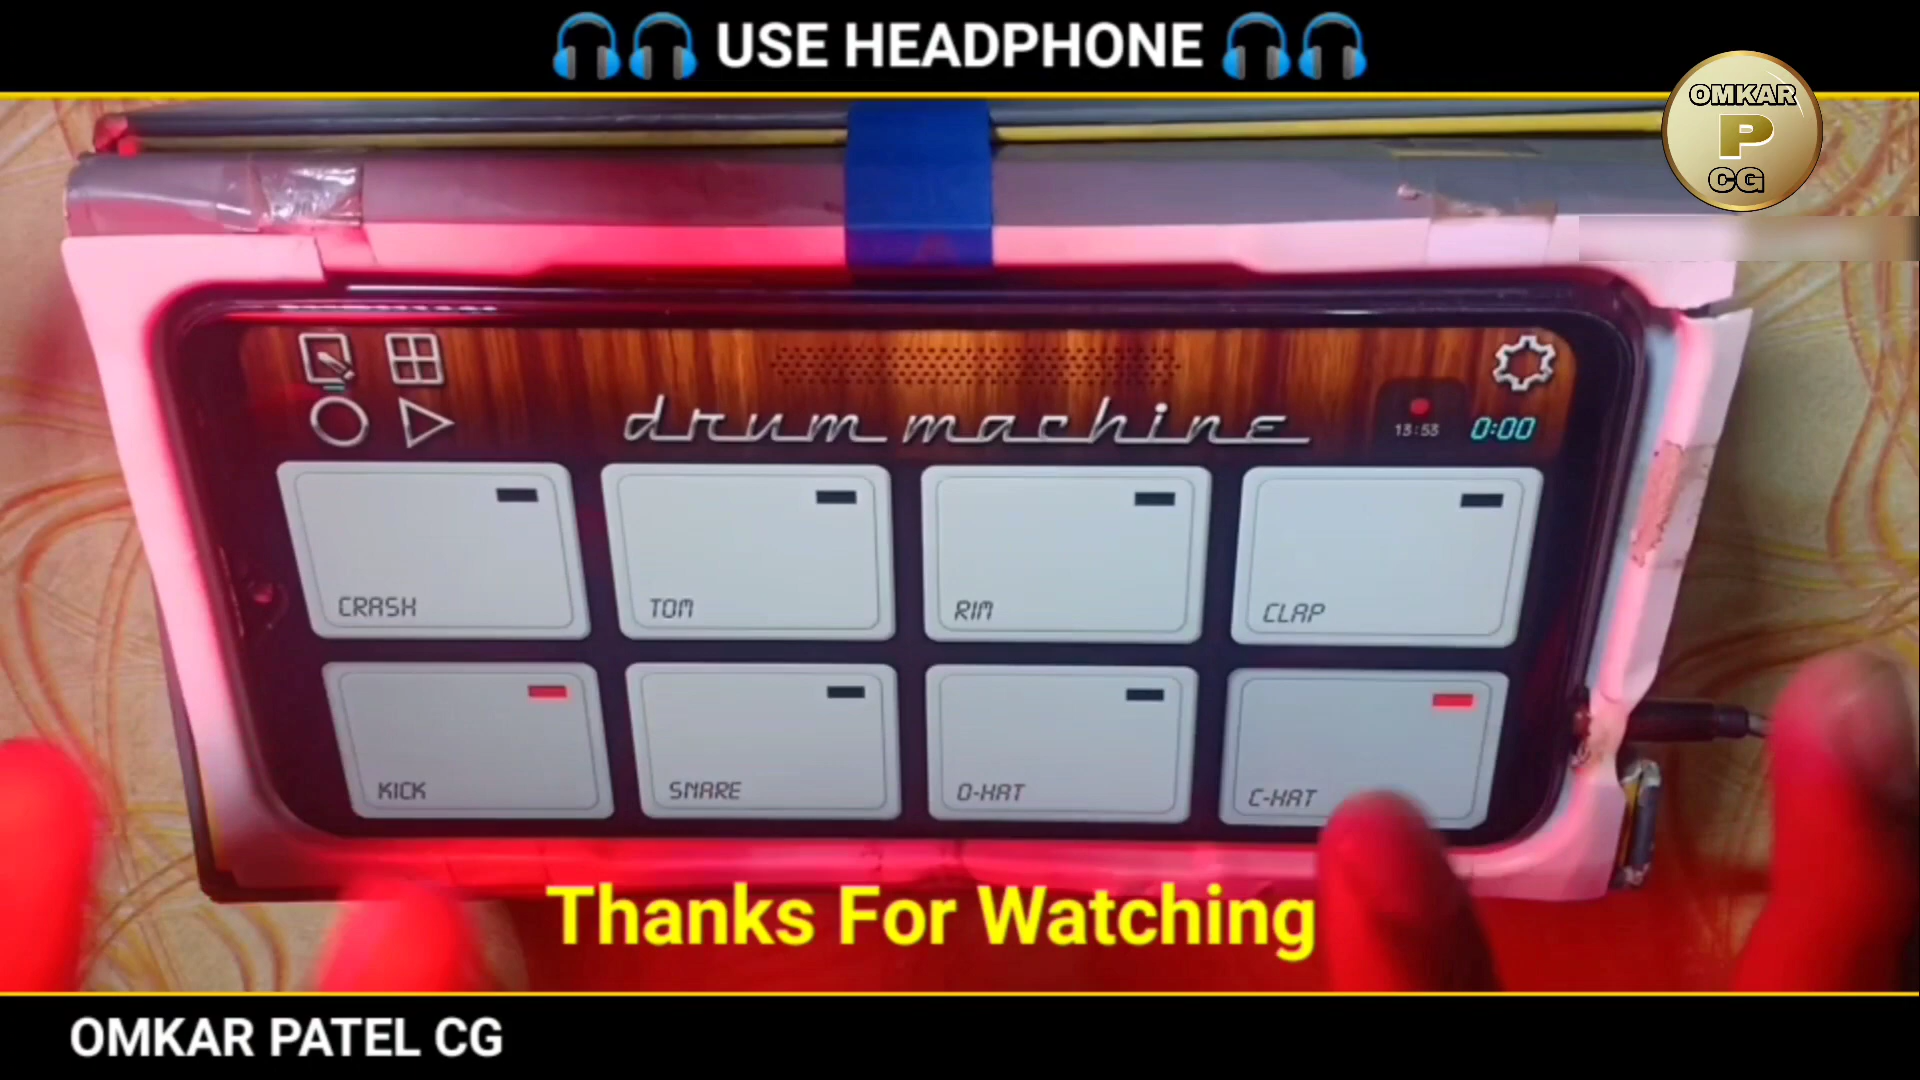 USE HEADPHONE
OMKAR
P
CG
drum machine
13:53
0:00
CRASH
TOM
RIM
CLAP
KICK
SNARE
O-HAT
C-HAT
Thanks For Watching
OMKAR PATEL CG